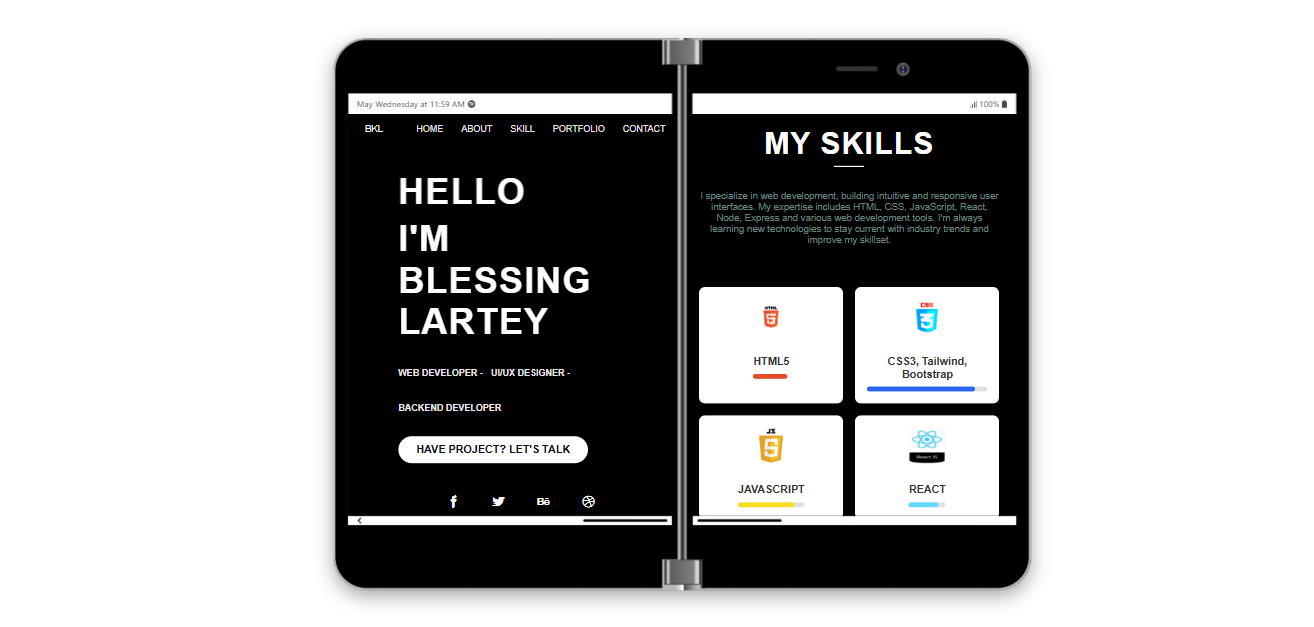 May Wednesday at 11:59 AM
BKL HOME ABOUT SKILL PORTFOLIO CONTACT
HELLO
I'M
BLESSING
LARTEY
WEB DEVELOPER - UI/UX DESIGNER -
BACKEND DEVELOPER
HAVE PROJECT? LET'S TALK
f Bē
100%
MY SKILLS
I specialize in web development, building intuitive and responsive user
interfaces. My expertise includes HTML, CSS, JavaScript, React,
Node, Express and various web development tools. I'm always
learning new technologies to stay current with industry trends and
improve my skillset.
HTML
5
HTML5
CSS
3
CSS3, Tailwind,
Bootstrap
JS
5
JAVASCRIPT
React JS
REACT